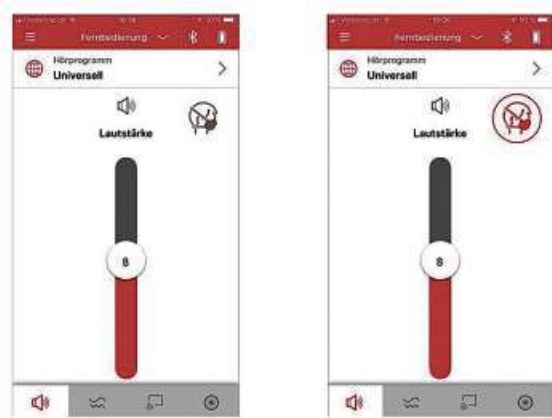 Fernbedienung
Hörprogramm
Universell
Lautstärke
8
Fernbedienung
Hörprogramm
Universell
Lautstärke
8